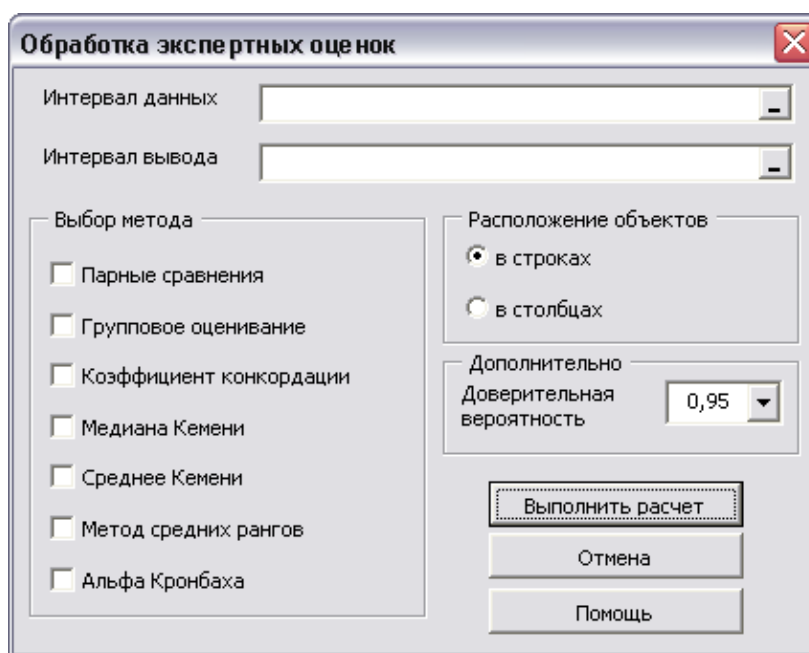 Обработка экспертных оценок
Интервал данных
Интервал вывода
Выбор метода
Парные сравнения
Групповое оценивание
Коэффициент конкордации
Медиана Кемени
Среднее Кемени
Метод средних рангов
Альфа Кронбаха
Расположение объектов
в строках
в столбцах
Дополнительно
Доверительная
вероятность
0,95
Выполнить расчет
Отмена
Помощь